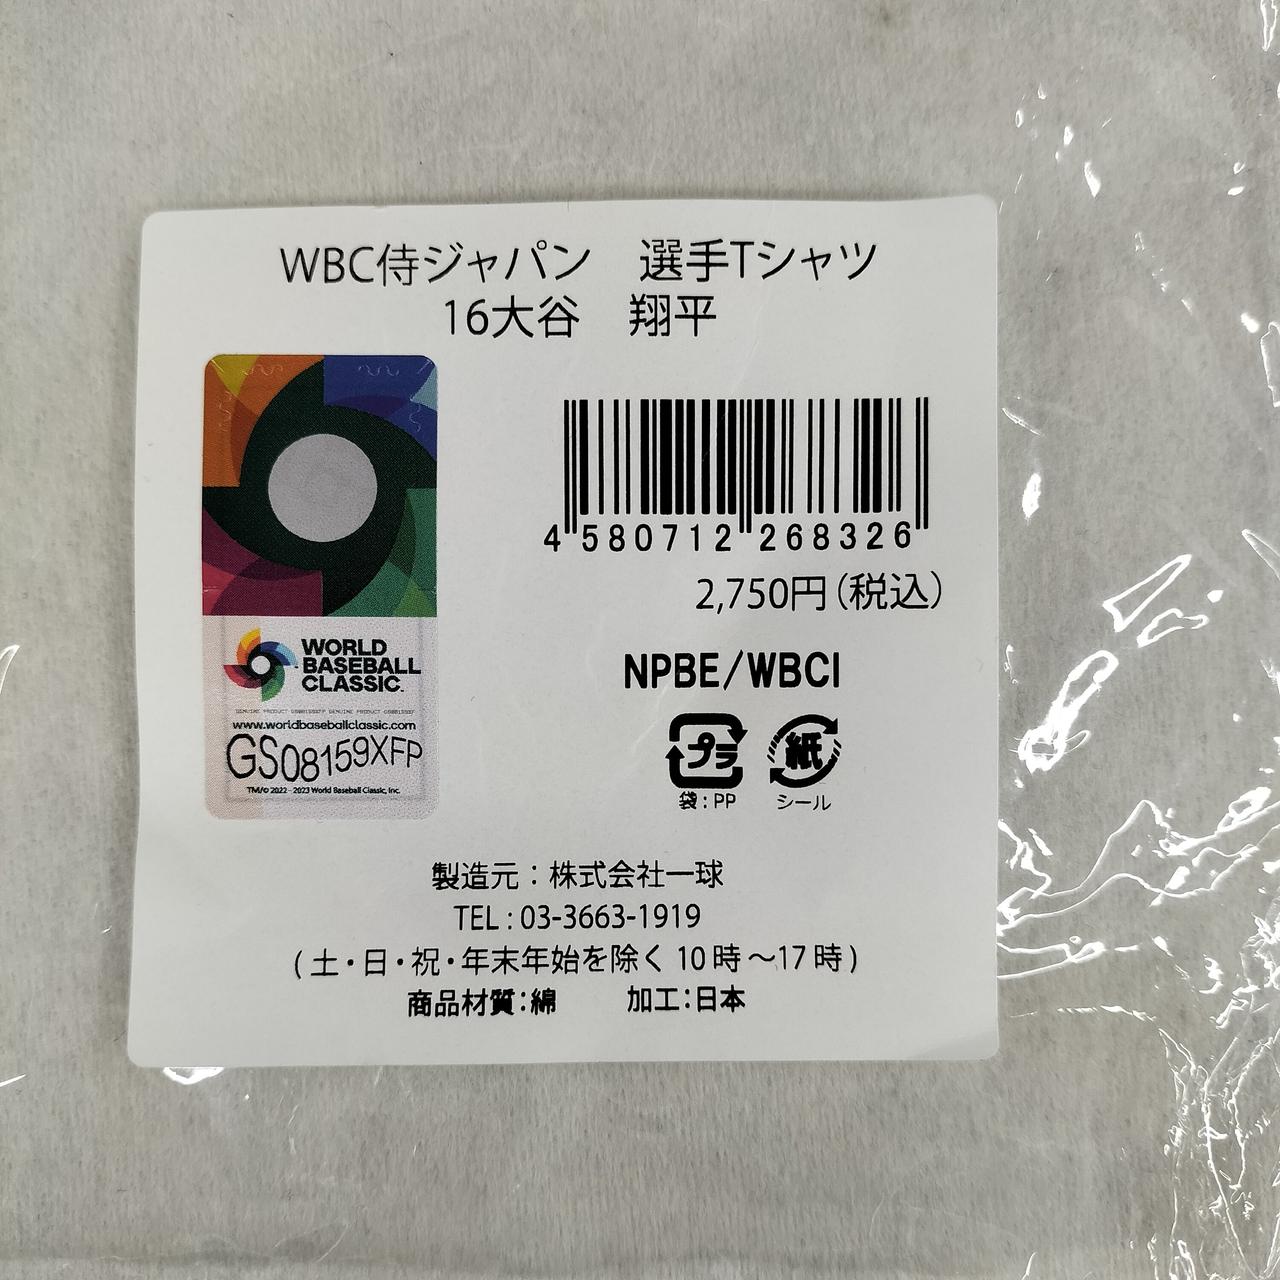 WBC侍ジャパン　選手Tシャツ
16大谷　翔平
4 580712 268326
2,750円（税込）
NPBE/WBCI
プラ
紙
袋：PP
シール
WORLD
BASEBALL
CLASSIC.
www.worldbaseballclassic.com
GS08159XFP
TM/© 2022 - 2023 World Baseball Classic, Inc.
製造元：株式会社一球
TEL : 03-3663-1919
( 土・日・祝・年末年始を除く 10 時～17 時 )
商品材質：綿　　加工：日本